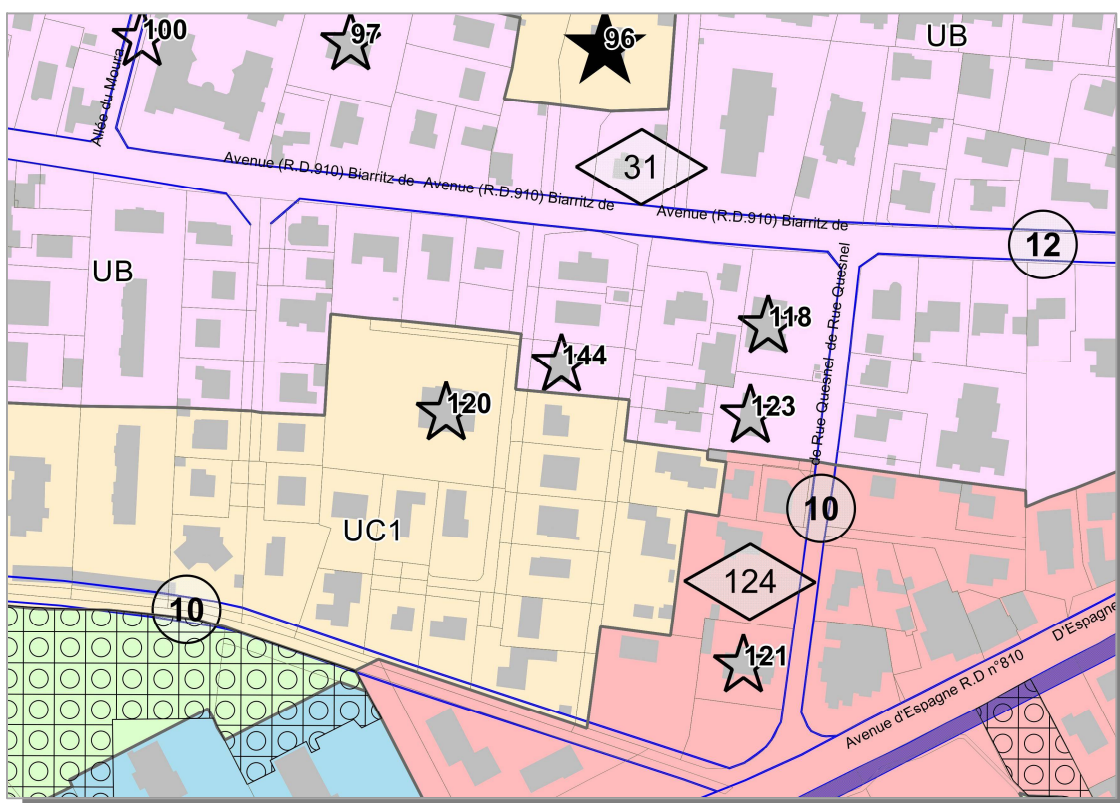 100
97
96
UB
Allée du Moura
Avenue (R.D.910) Biarritz de
Avenue (R.D.910) Biarritz de
31
Avenue (R.D.910) Biarritz de
12
UB
de Rue Quesnel
de Rue Quesnel
118
144
120
123
10
UC1
124
10
121
D'Espagne
Avenue d'Espagne R.D n°810